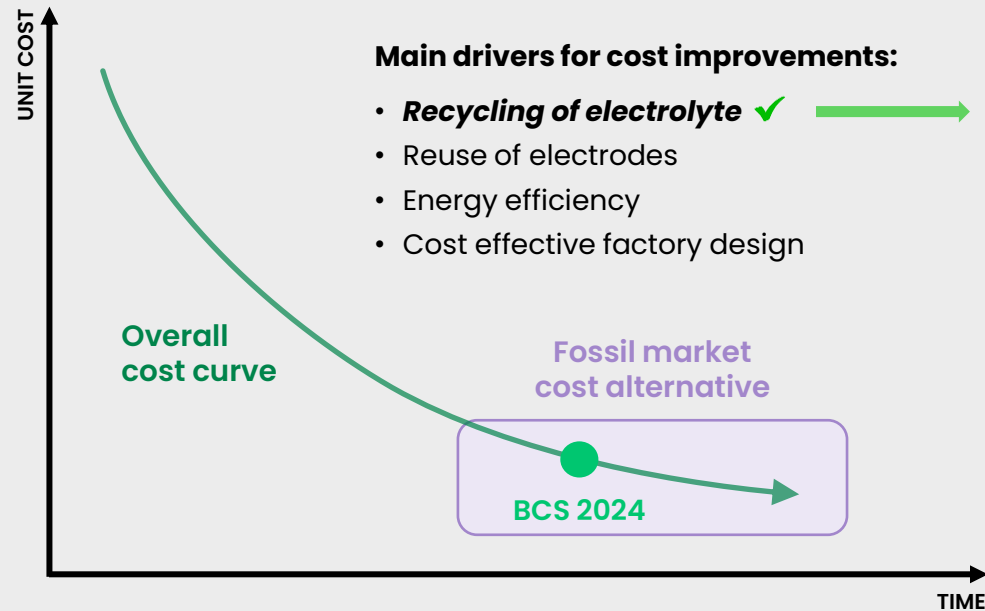 UNIT COST
Main drivers for cost improvements:
• Recycling of electrolyte ✓
• Reuse of electrodes
• Energy efficiency
• Cost effective factory design
Overall
cost curve
Fossil market
cost alternative
BCS 2024
TIME